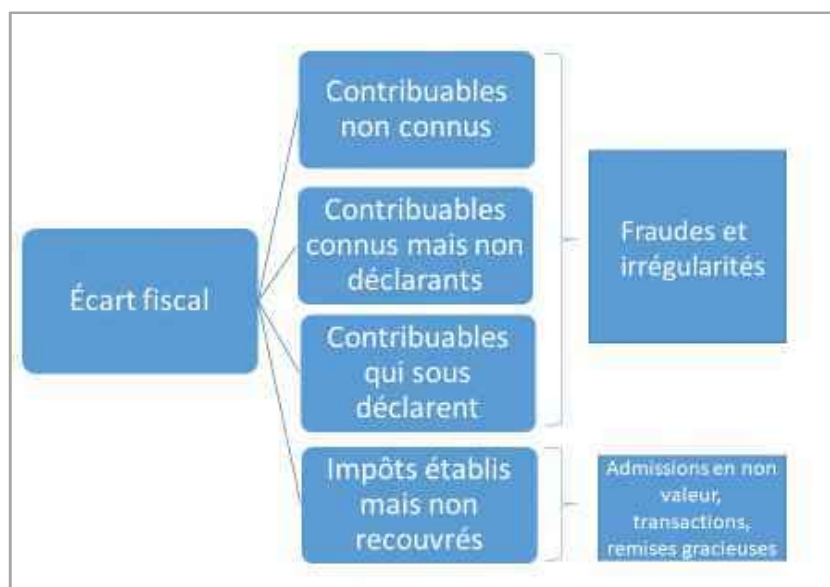 Écart fiscal
Contribuables
non connus
Contribuables
connus mais non
déclarants
Contribuables
qui sous
déclarent
Impôts établis
mais non
recouvrés
Fraudes et
irrégularités
Admissions en non
valeur,
transactions,
remises gracieuses